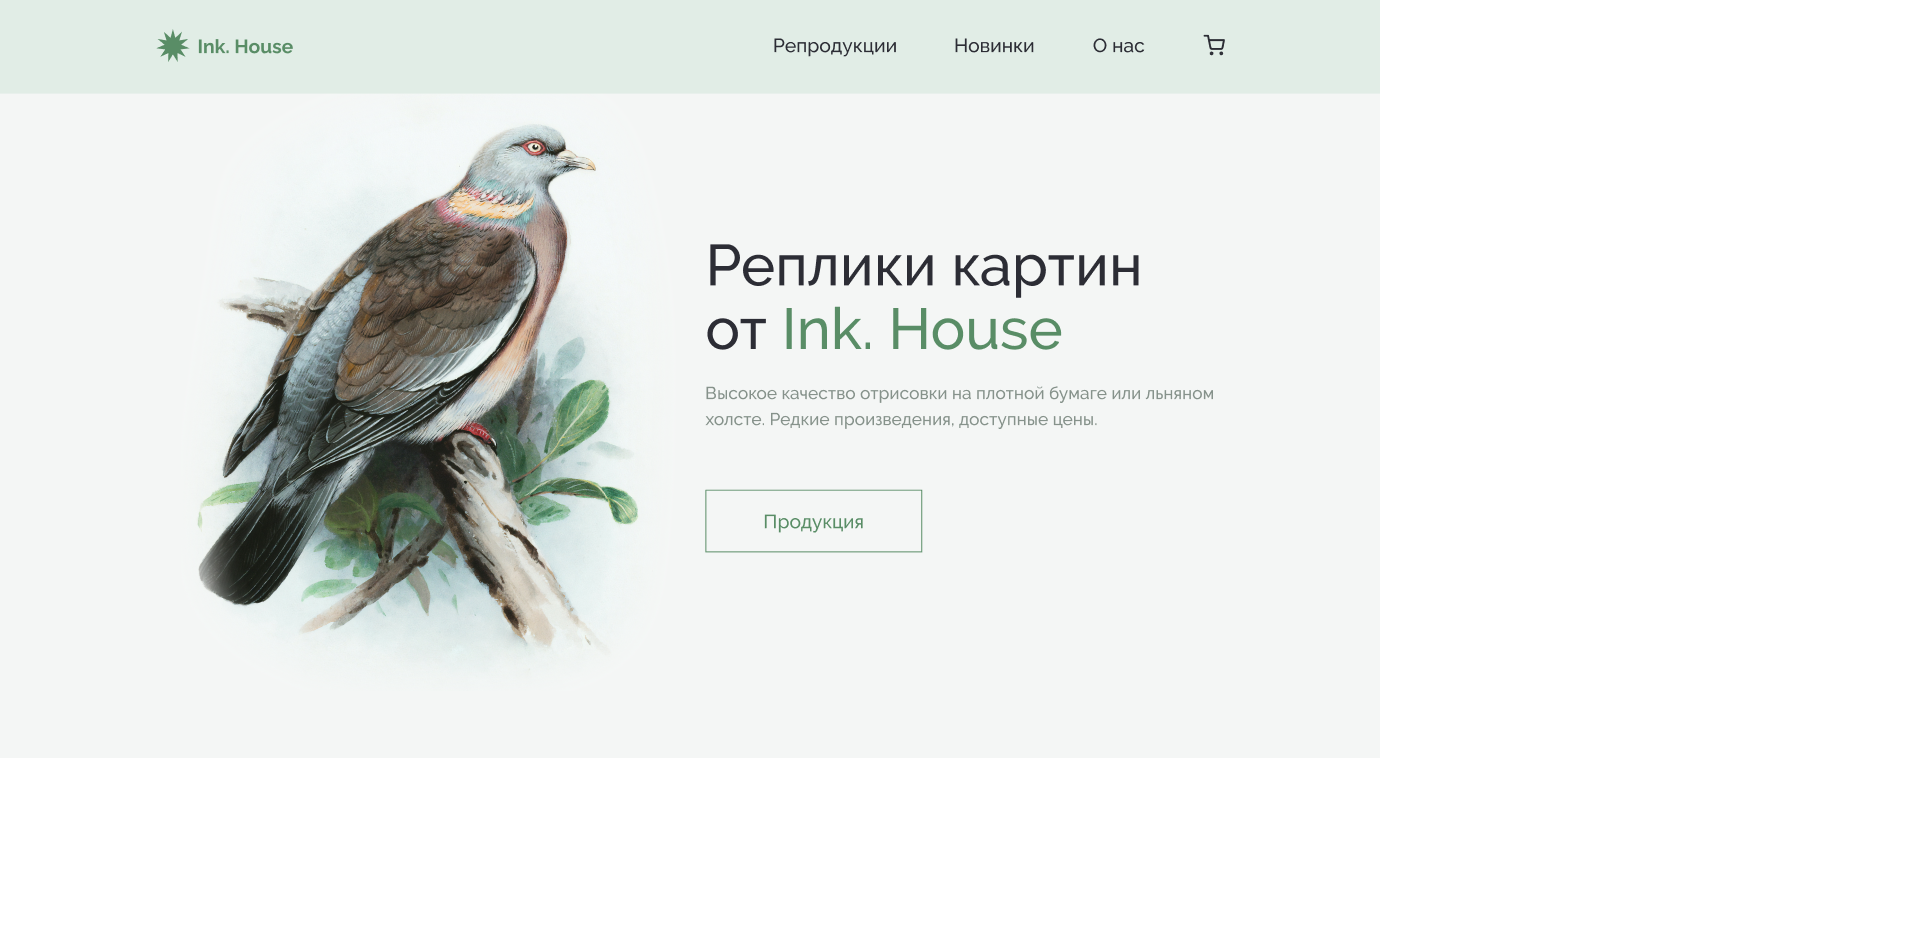 Ink. House
Репродукции
Новинки
О нас
Реплики картин
от Ink. House
Высокое качество отрисовки на плотной бумаге или льняном
холсте. Редкие произведения, доступные цены.
Продукция